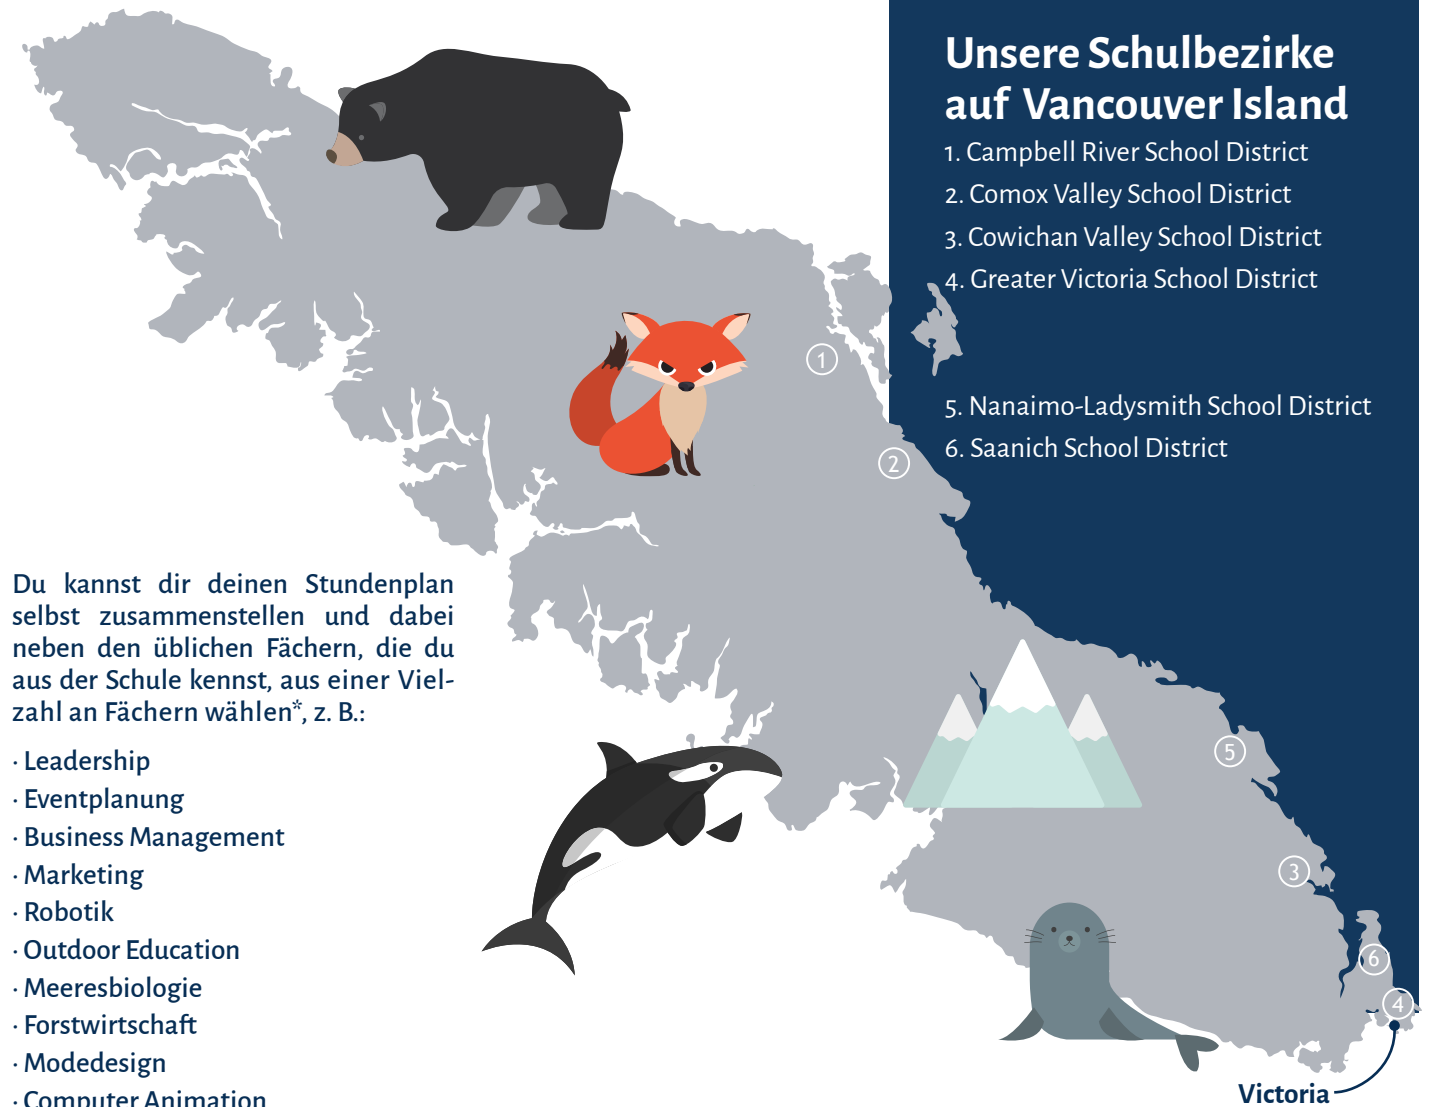 Unsere Schulbezirke
auf Vancouver Island
1. Campbell River School District
2. Comox Valley School District
3. Cowichan Valley School District
4. Greater Victoria School District
5. Nanaimo-Ladysmith School District
6. Saanich School District
1
2
5
3
6
4
Victoria
Du kannst dir deinen Stundenplan
selbst zusammenstellen und dabei
neben den üblichen Fächern, die du
aus der Schule kennst, aus einer Viel-
zahl an Fächern wählen*, z. B.:
· Leadership
· Eventplanung
· Business Management
· Marketing
· Robotik
· Outdoor Education
· Meeresbiologie
· Forstwirtschaft
· Modedesign
· Computer Animation